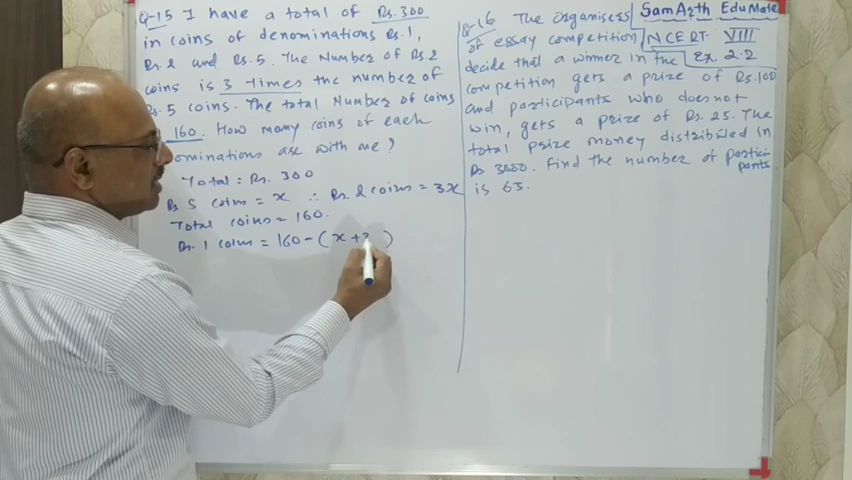 Q-15 I have a total of Rs.300
in coins of denominations Rs.1,
Rs.2 and Rs.5. The Number of Rs.2
coins is 3 times the number of
Rs.5 coins. The total Number of coins
160. How many coins of each
ominations are with me?
Total = Rs. 300
Rs 5 coins = x ∴ Rs. 2 coins = 3x
Total coins = 160.
Rs. 1 coins = 160 - ( x + )
SamArth EduMate
NCERT VIII
Ex. 2.2
Q-16 The Organisers
of essay competition
decide that a winner in the
competition gets a prize of Rs.100
and participants who does not
win, gets a prize of Rs. 25. The
total prize money distributed in
Rs 3000. Find the number of partici-
pants
is 63.